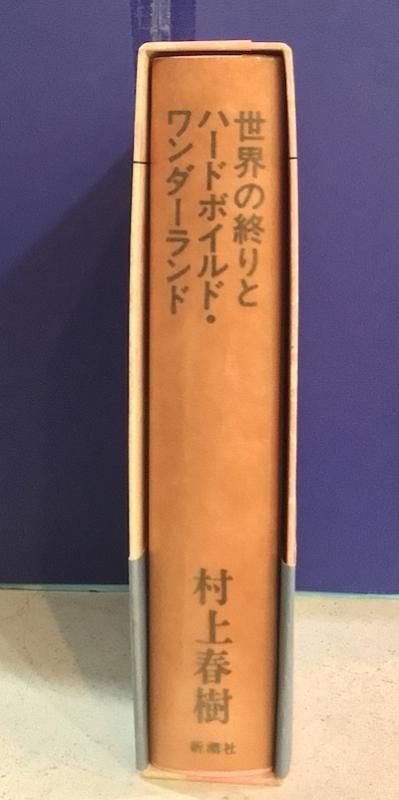 世界の終りと
ハードボイルド・
ワンダーランド
村上春樹
新潮社